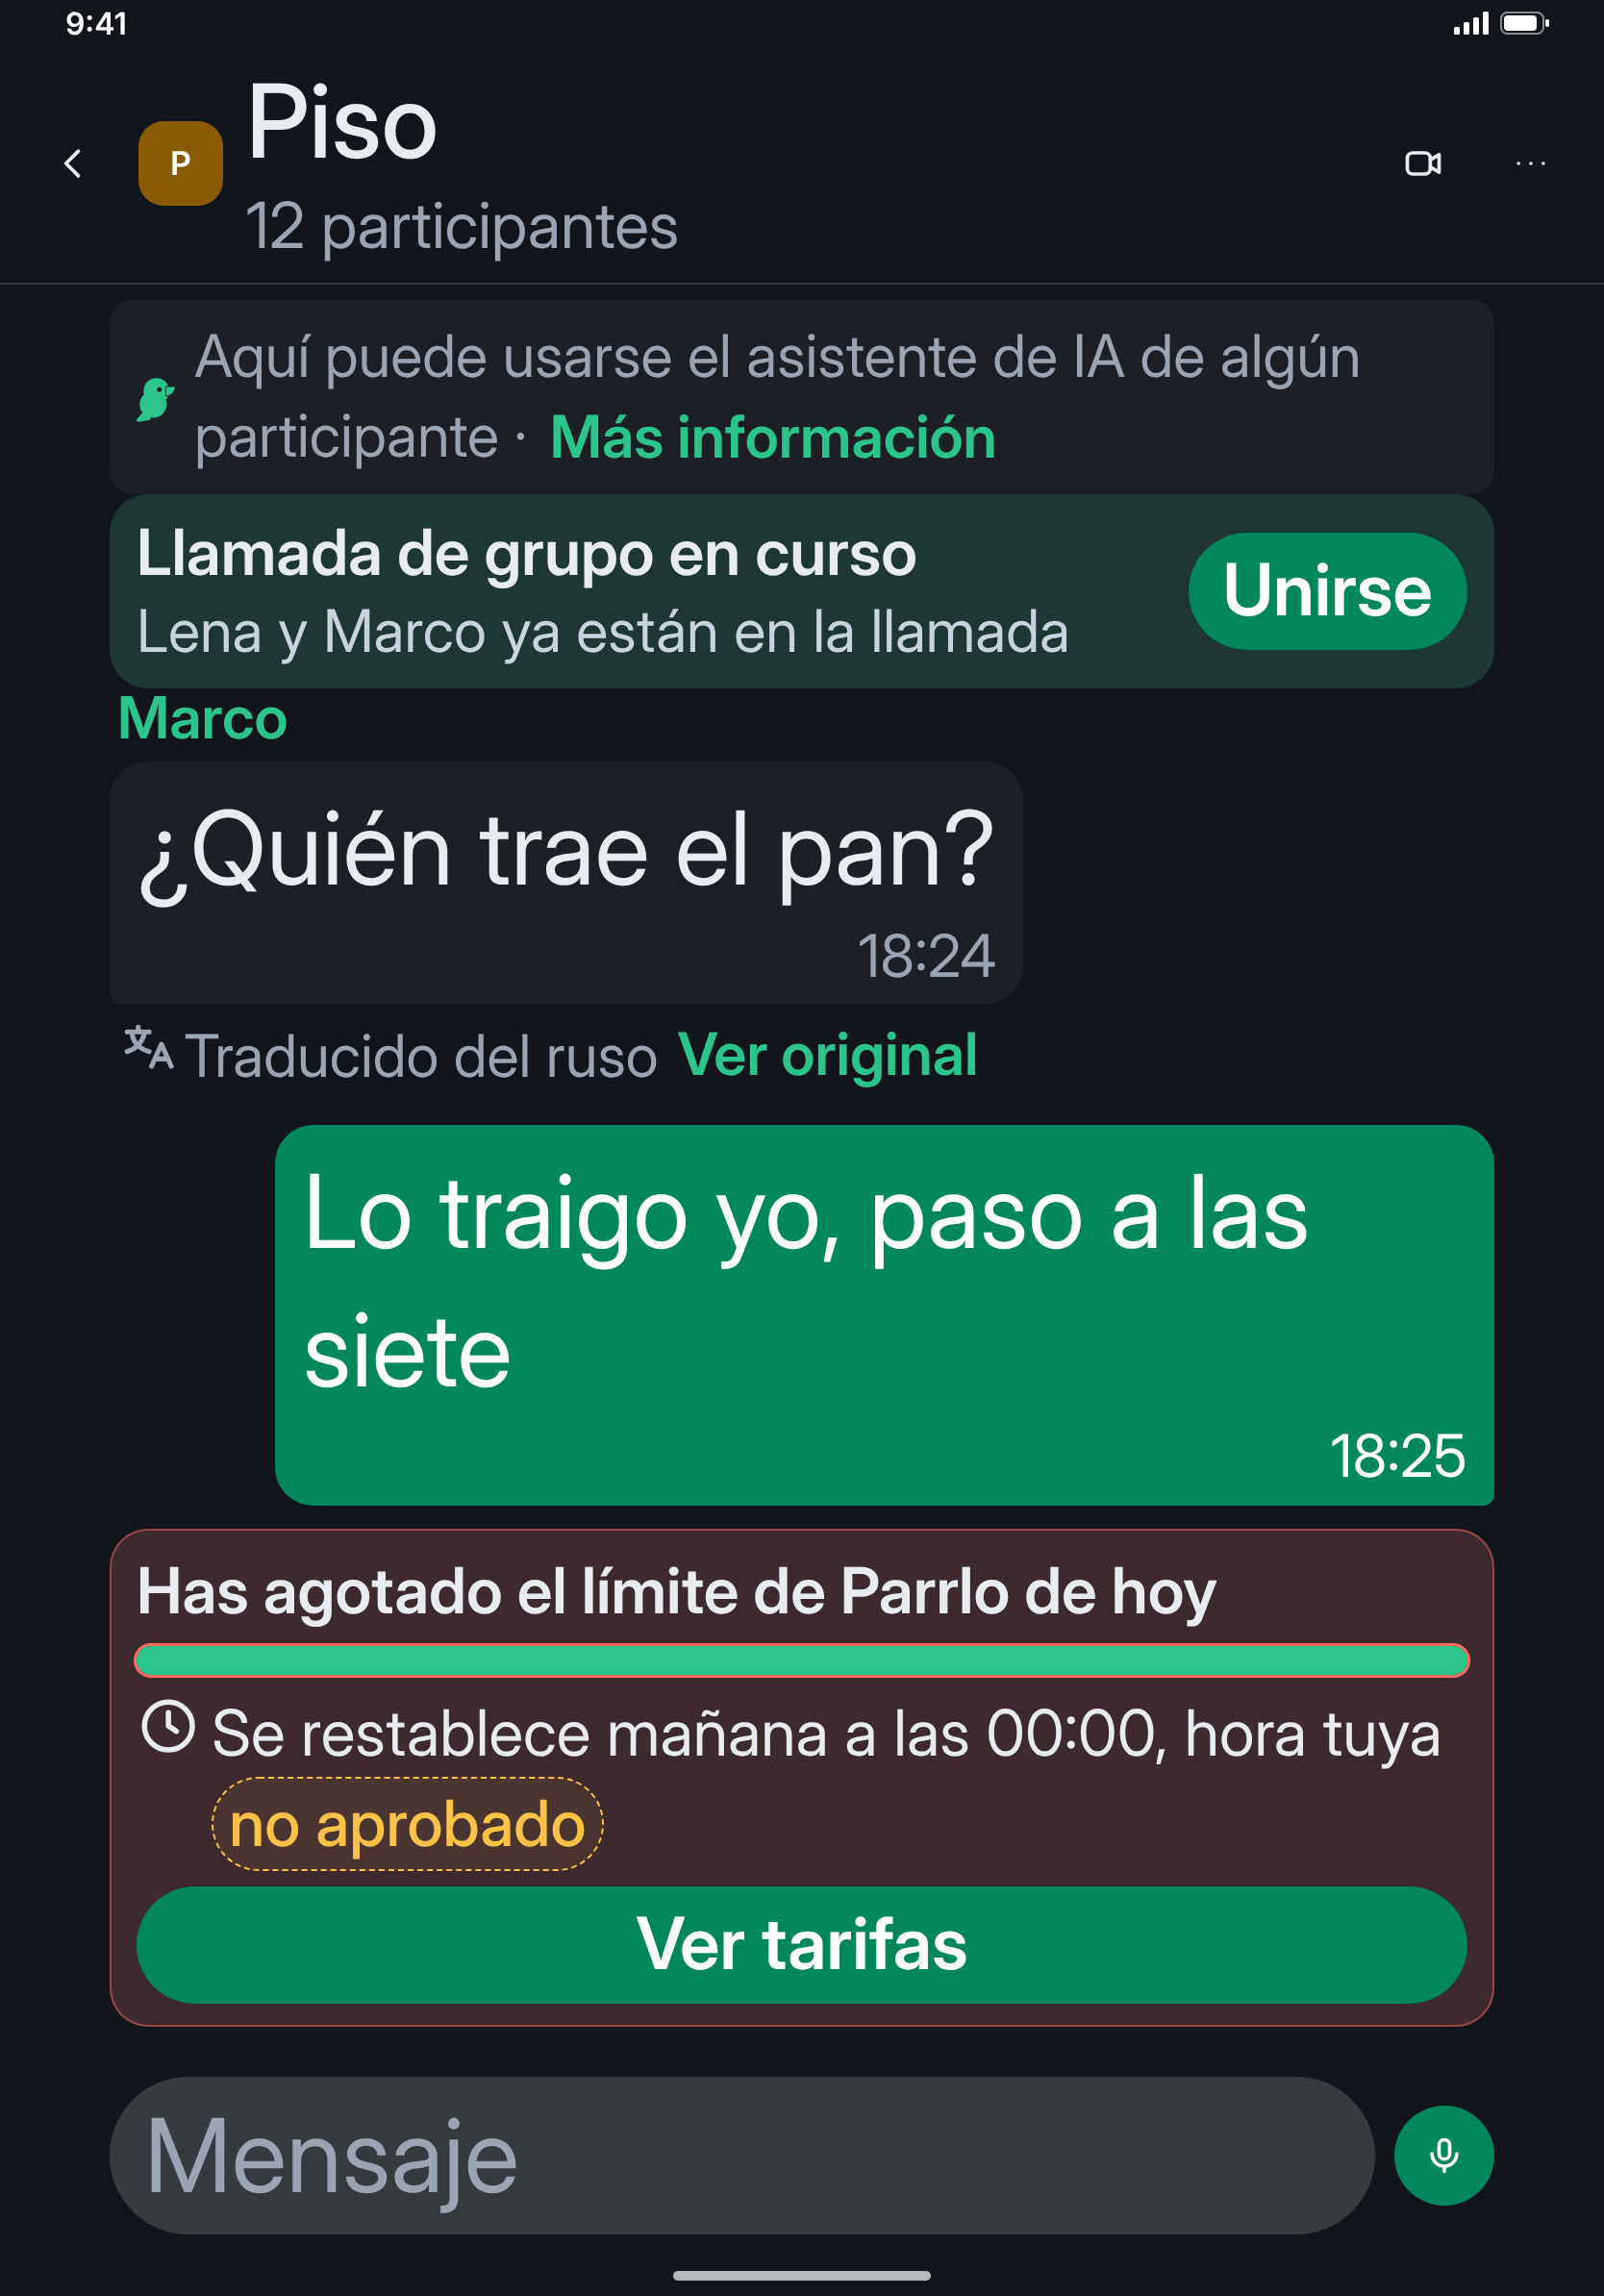 9:41
P
Piso
12 participantes
Aquí puede usarse el asistente de IA de algún
participante · Más información
Llamada de grupo en curso
Lena y Marco ya están en la llamada
Unirse
Marco
¿Quién trae el pan?
18:24
Traducido del ruso Ver original
Lo traigo yo, paso a las
siete
18:25
Has agotado el límite de Parrlo de hoy
Se restablece mañana a las 00:00, hora tuya
no aprobado
Ver tarifas
Mensaje